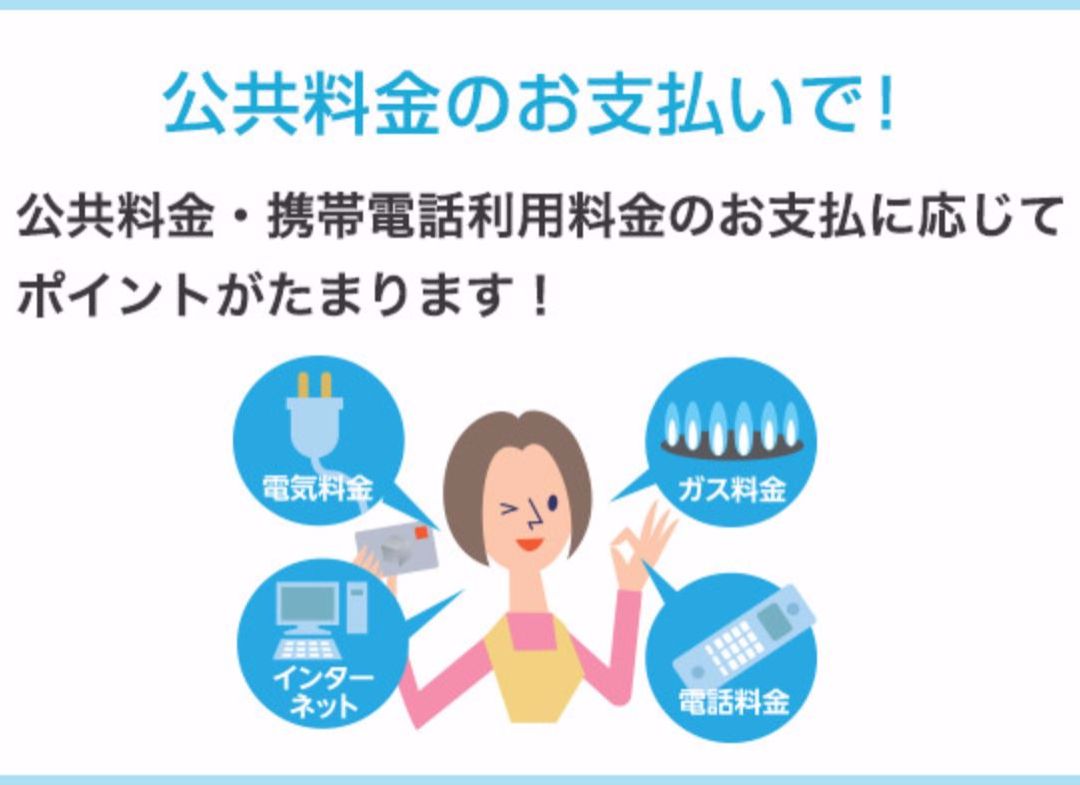 公共料金のお支払いで!
公共料金・携帯電話利用料金のお支払に応じて
ポイントがたまります！
電気料金
ガス料金
インター
ネット
電話料金